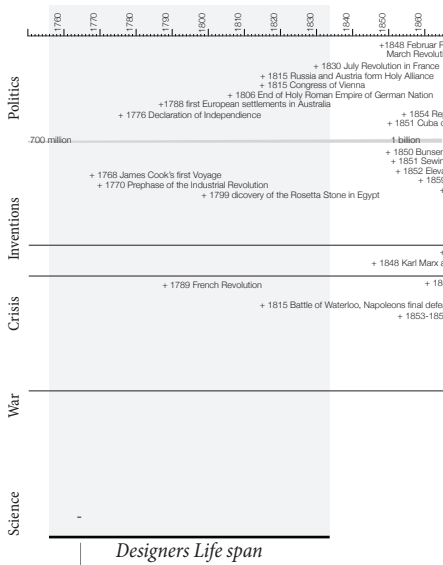 1760 1770 1780 1790 1800 1810 1820 1830 1840 1850 1860
+1848 Februar F
March Revoluti
+ 1830 July Revolution in France
+ 1815 Russia and Austria form Holy Alliance
+ 1815 Congress of Vienna
+ 1806 End of Holy Roman Empire of German Nation
+1788 first European settlements in Australia
+ 1776 Declaration of Independence
+ 1854 Re
+ 1851 Cuba
Politics
700 million
1 billion
+ 1850 Bunser
+ 1851 Sewin
+ 1852 Eleva
+ 1859
+ 1768 James Cook's first Voyage
+ 1770 Prephase of the Industrial Revolution
+ 1799 dicovery of the Rosetta Stone in Egypt
+
Inventions
+
+ 1848 Karl Marx a
+ 1789 French Revolution
+ 18
+ 1815 Battle of Waterloo, Napoleons final defe
+ 1853-185
Crisis
War
Science
Designers Life span